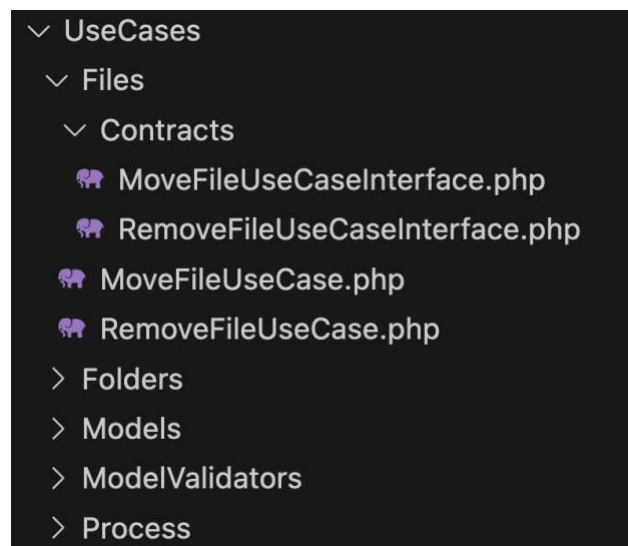 UseCases
Files
Contracts
MoveFileUseCaseInterface.php
RemoveFileUseCaseInterface.php
MoveFileUseCase.php
RemoveFileUseCase.php
Folders
Models
ModelValidators
Process